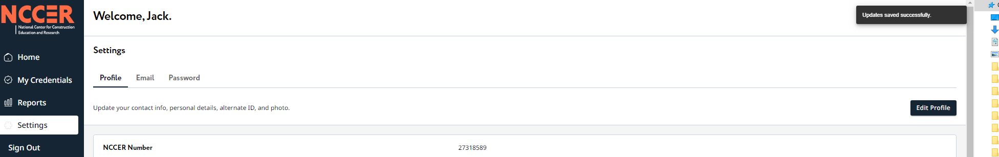 NCCER
National Center for Construction
Education and Research
Home
My Credentials
Reports
Settings
Sign Out
Welcome, Jack.
Updates saved successfully.
Settings
Profile Email Password
Update your contact info, personal details, alternate ID, and photo.
Edit Profile
NCCER Number 27318589